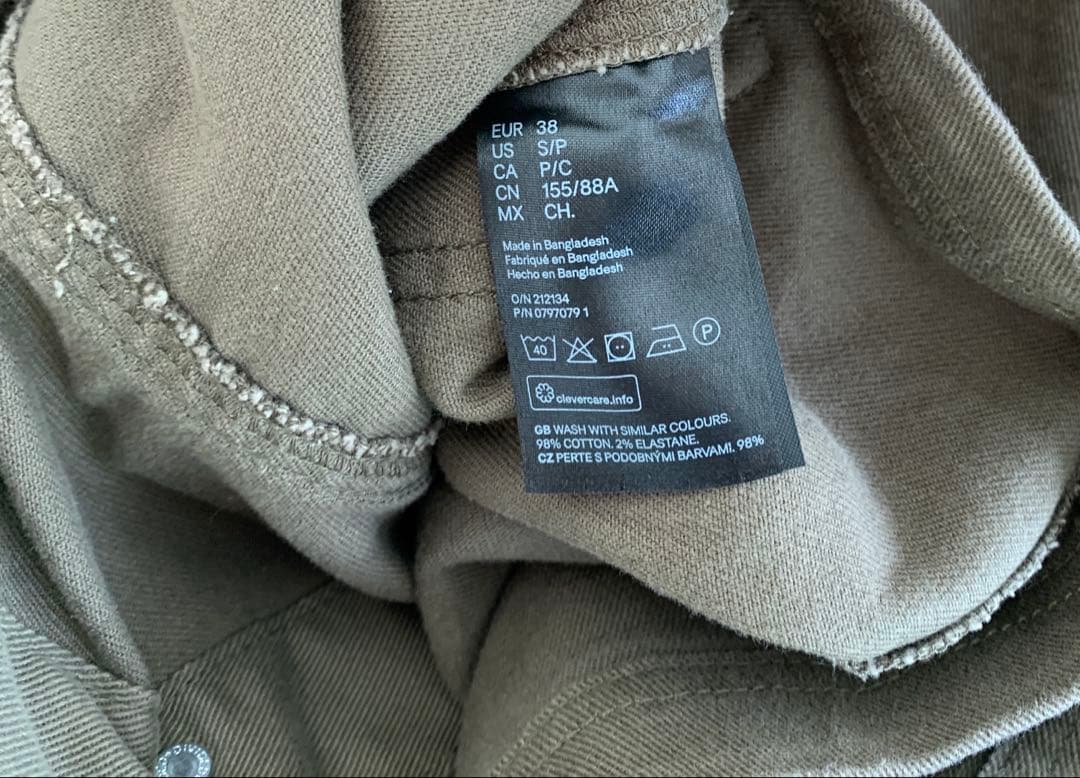 EUR 38
US S/P
CA P/C
CN 155/88A
MX CH.
Made in Bangladesh
Fabriqué en Bangladesh
Hecho en Bangladesh
O/N 212134
P/N 0797079 1
40 P
clevercare.info
GB WASH WITH SIMILAR COLOURS.
98% COTTON. 2% ELASTANE.
CZ PERTE S PODOBNÝMI BARVAMI. 98%